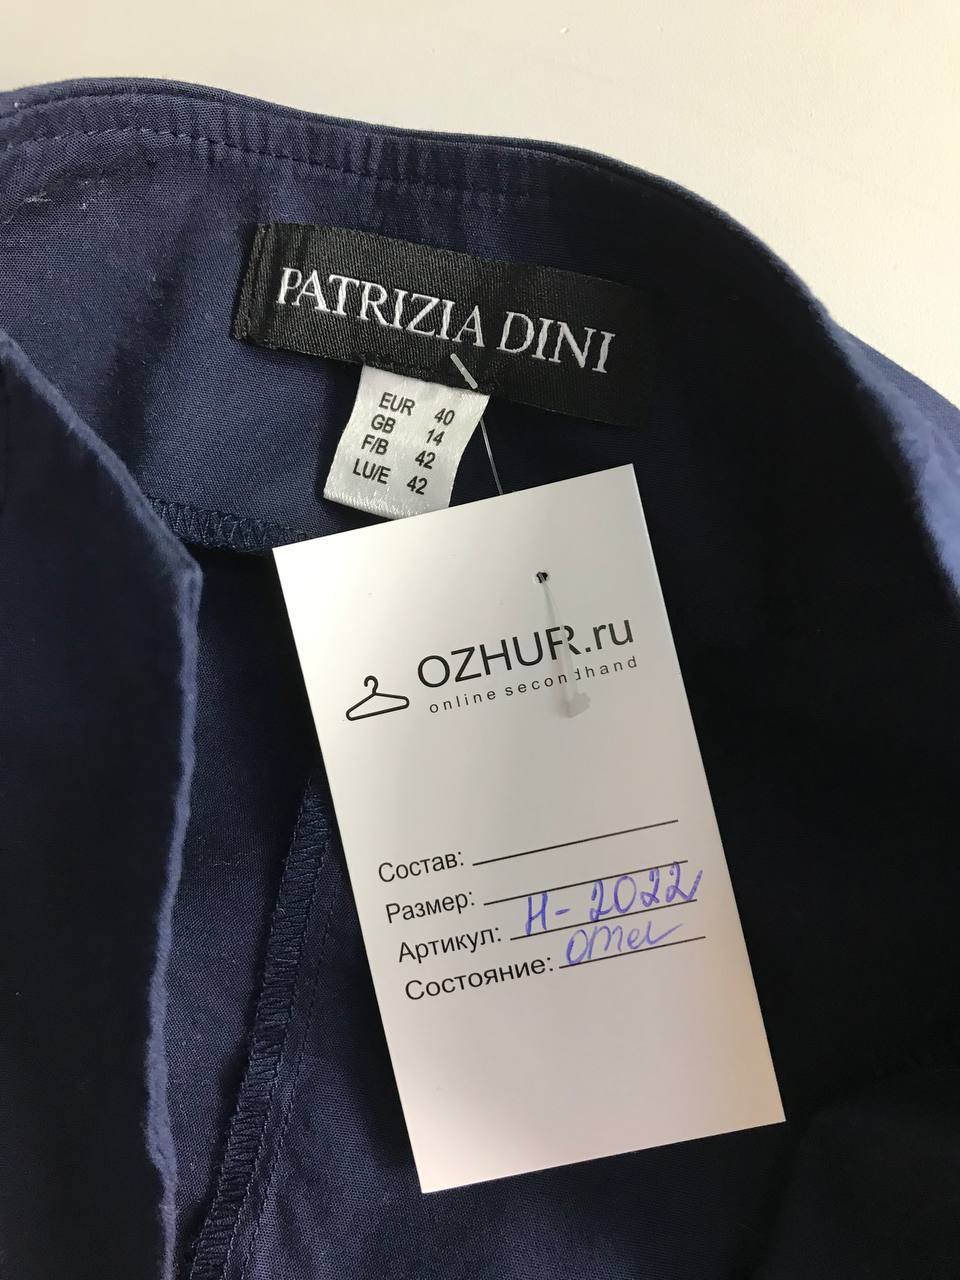 PATRIZIA DINI
EUR 40
GB 14
F/B 42
LU/E 42
OZHUR.ru
online secondhand
Состав:
Размер:
Артикул: Н-2022
Состояние: отл